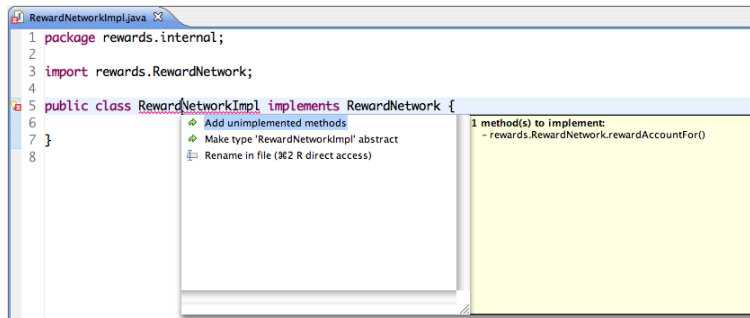 RewardNetworkImpl.java
1 package rewards.internal;
2
3 import rewards.RewardNetwork;
4
5 public class RewardNetworkImpl implements RewardNetwork {
6
7 }
8
Add unimplemented methods
Make type 'RewardNetworkImpl' abstract
Rename in file (⌘2 R direct access)
1 method(s) to implement:
- rewards.RewardNetwork.rewardAccountFor()